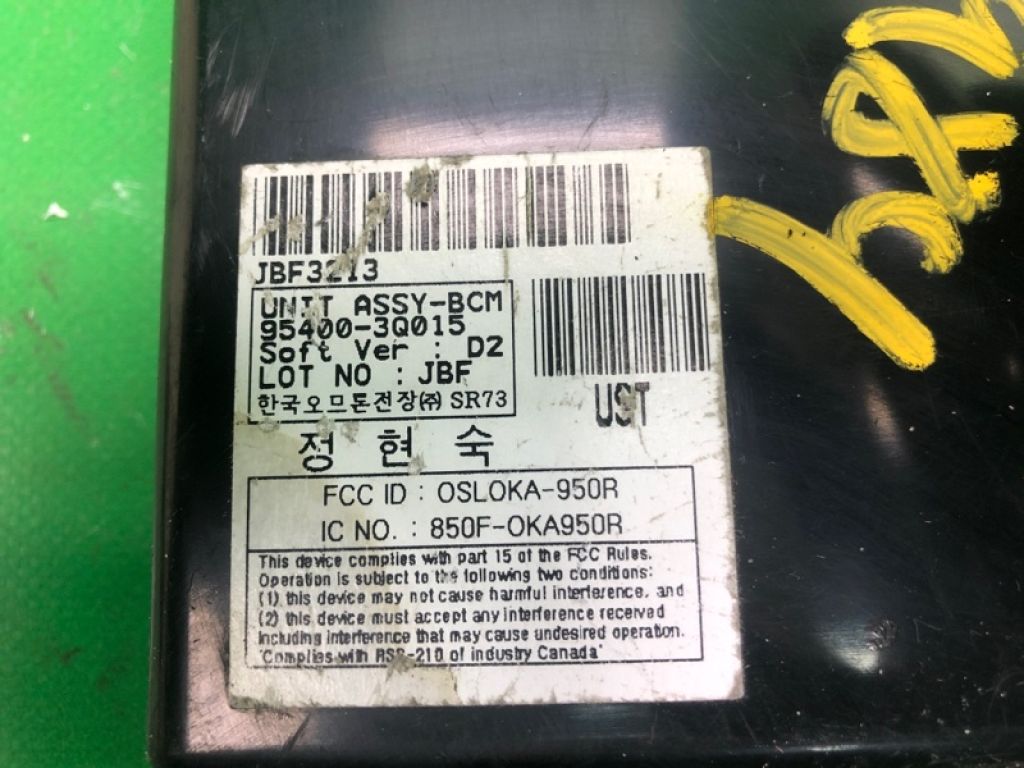 JBF3213
UNIT ASSY-BCM
95400-3Q015
Soft Ver : D2
LOT NO : JBF
한국오므론전장㈜ SR73
UST
정 현 숙
FCC ID : OSLOKA-950R
IC NO. : 850F-OKA950R
This device complies with part 15 of the FCC Rules.
Operation is subject to the following two conditions:
(1) this device may not cause harmful interference, and
(2) this device must accept any interference received
including interference that may cause undesired operation.
'Complies with RSS-210 of industry Canada'